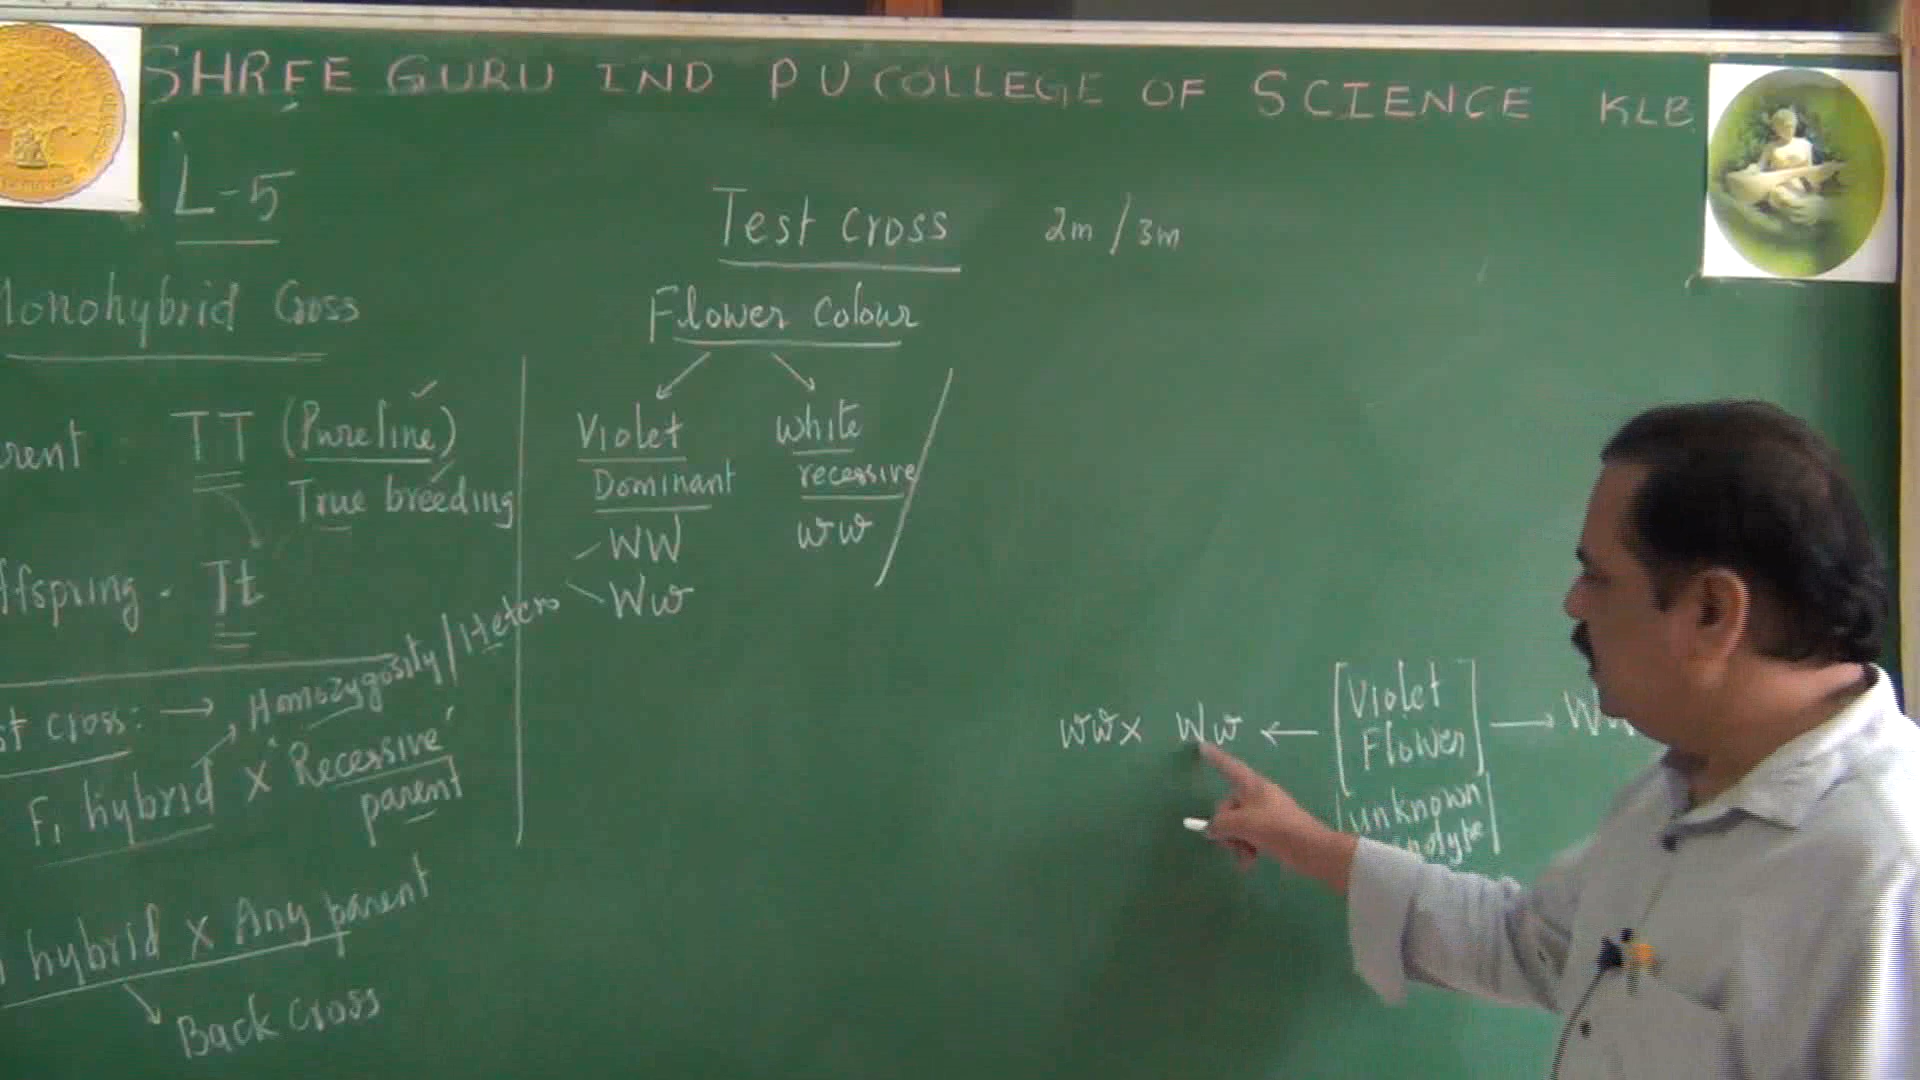 SHREE GURU IND P U COLLEGE OF SCIENCE KLB
L-5
Monohybrid Cross
rent : TT (Pureline)
True breeding
ffspring - Tt
st cross: → Homozygosity / Hetero
F1 hybrid x Recessive
parent
hybrid x Any parent
Back cross
Test cross 2m / 3m
Flower colour
Violet White
Dominant recessive
WW ww
Ww
ww x Ww ← [Violet Flower] → W
unknown